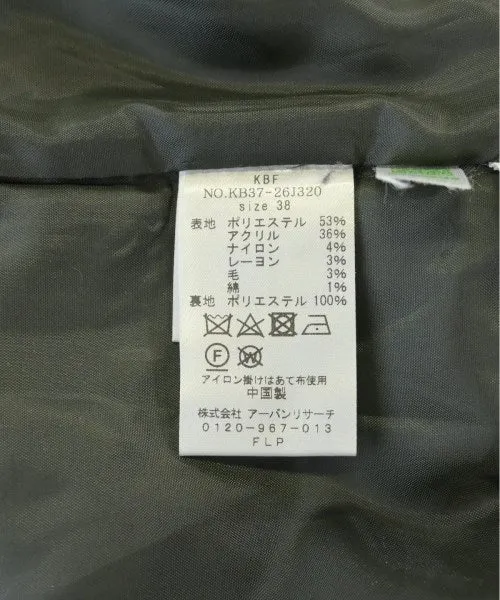 KBF
NO.KB37-26J320
size 38
表地 ポリエステル 53%
アクリル 36%
ナイロン 4%
レーヨン 3%
毛 3%
綿 1%
裏地 ポリエステル 100%
F W
アイロン掛けはあて布使用
中国製
株式会社 アーバンリサーチ
0120-967-013
FLP